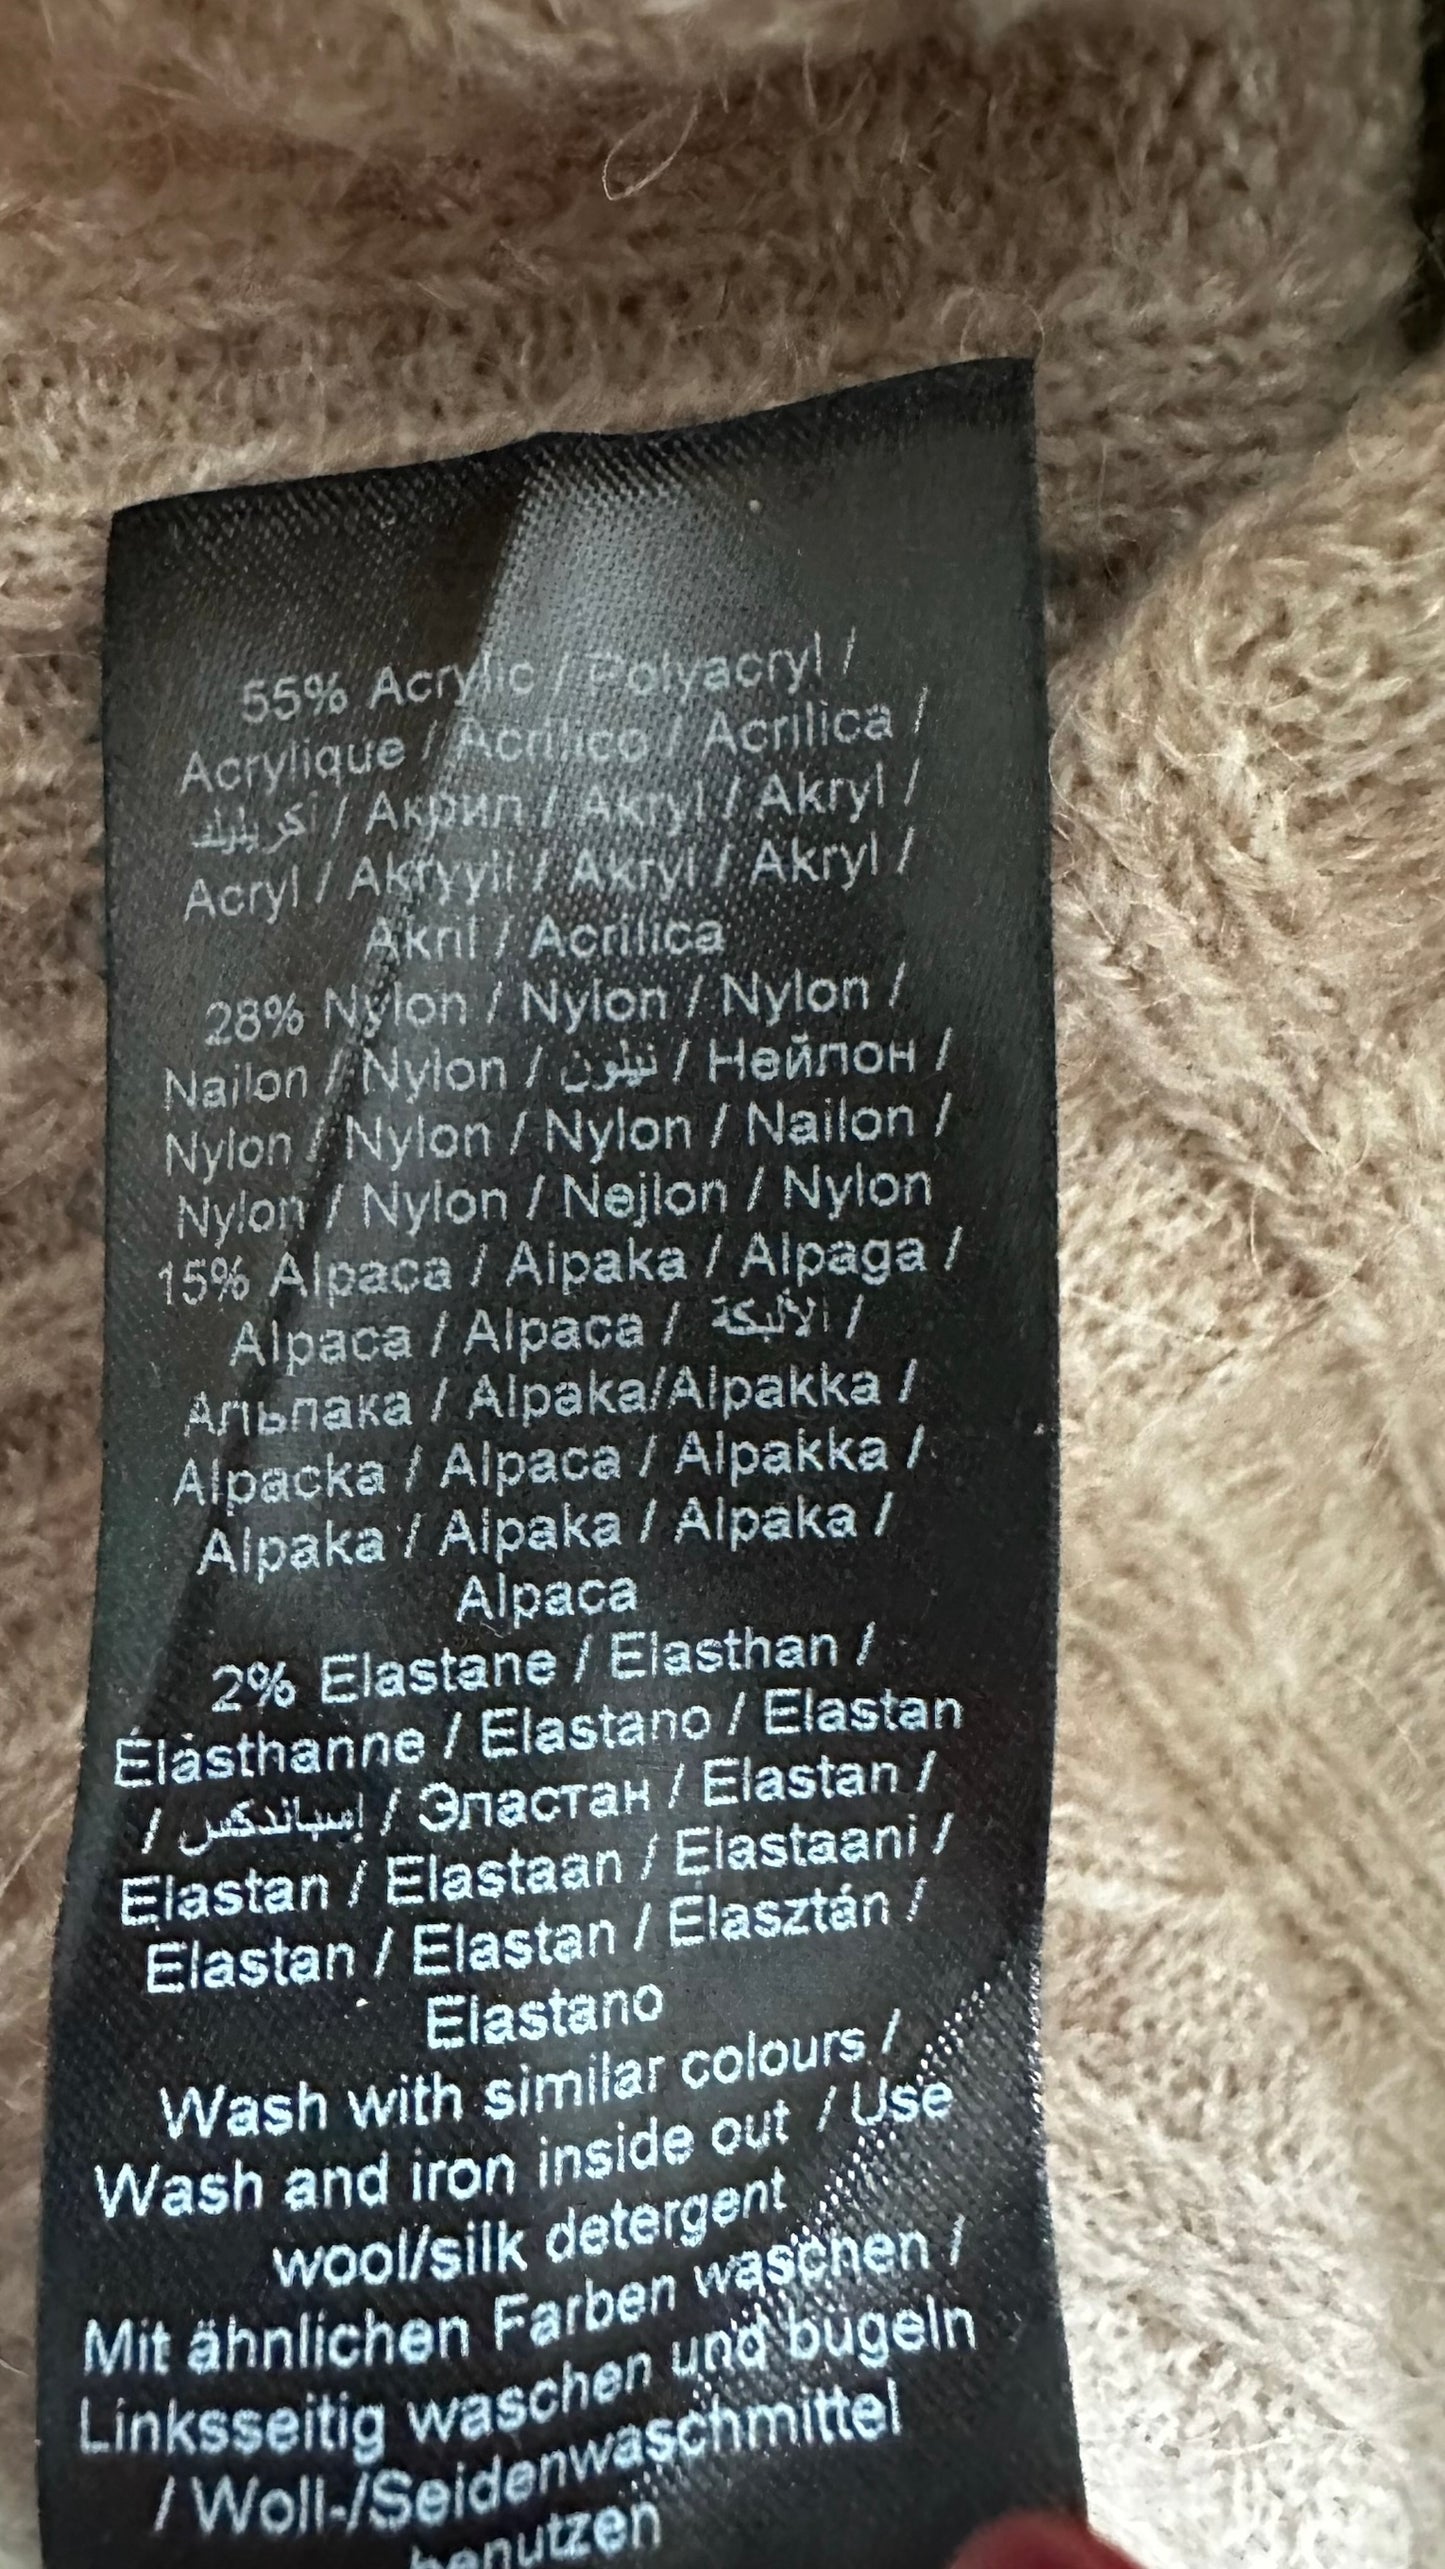 55% Acrylic / Polyacryl /
Acrylique / Acrílico / Acrilica /
أكريليك / Акрил / Akryl / Akryl /
Acryl / Akryyli / Akryl / Akryl /
Akril / Acrílica
28% Nylon / Nylon / Nylon /
Nailon / Nylon / نيلون / Нейлон /
Nylon / Nylon / Nylon / Nailon /
Nylon / Nylon / Nejlon / Nylon
15% Alpaca / Alpaka / Alpaga /
Alpaca / Alpaca / الألبكة /
Альпака / Alpaka/Alpakka /
Alpacka / Alpaca / Alpakka /
Alpaka / Alpaka / Alpaka /
Alpaca
2% Elastane / Elasthan /
Élasthanne / Elastano / Elastan
/ إسباندكس / Эластан / Elastan /
Elastan / Elastaan / Elastaani /
Elastan / Elastan / Elasztán /
Elastano
Wash with similar colours /
Wash and iron inside out / Use
wool/silk detergent
Mit ähnlichen Farben waschen /
Linksseitig waschen und bügeln
/ Woll-/Seidenwaschmittel
benutzen